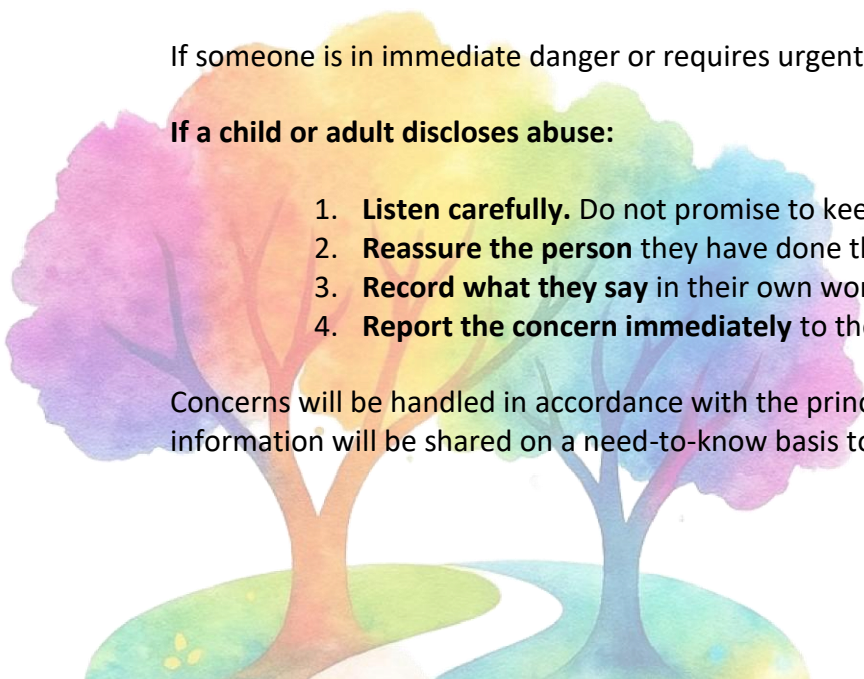 If someone is in immediate danger or requires urgent
If a child or adult discloses abuse:
1. Listen carefully. Do not promise to kee
2. Reassure the person they have done th
3. Record what they say in their own wor
4. Report the concern immediately to the
Concerns will be handled in accordance with the princ
information will be shared on a need-to-know basis to